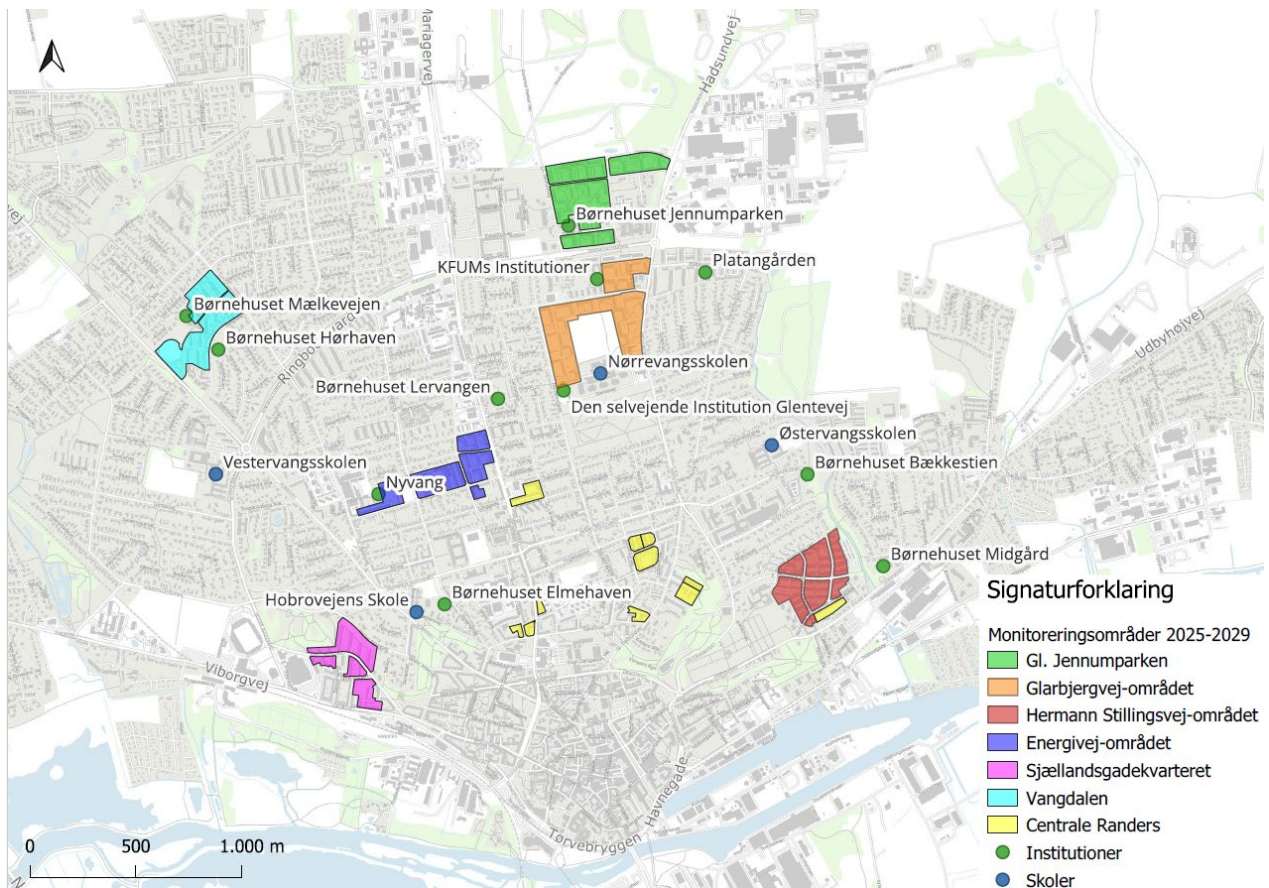 Mariagervej
Hadsundvej
Børnehuset Jennumparken
KFUMs Institutioner
Platangården
Børnehuset Mælkevejen
Børnehuset Hørhaven
Udbyhøjvej
Nørrevangsskolen
Børnehuset Lervangen
Den selvejende Institution Glentevej
Østervangsskolen
Vestervangsskolen
Børnehuset Bækkestien
Nyvang
Børnehuset Midgård
Børnehuset Elmehaven
Hobrovejens Skole
Viborgvej
Havnegade
Tørvebryggen
0 500 1.000 m
Signaturforklaring
Monitoreringsområder 2025-2029
Gl. Jennumparken
Glarbjergvej-området
Hermann Stillingsvej-området
Energivej-området
Sjællandsgadekvarteret
Vangdalen
Centrale Randers
Institutioner
Skoler